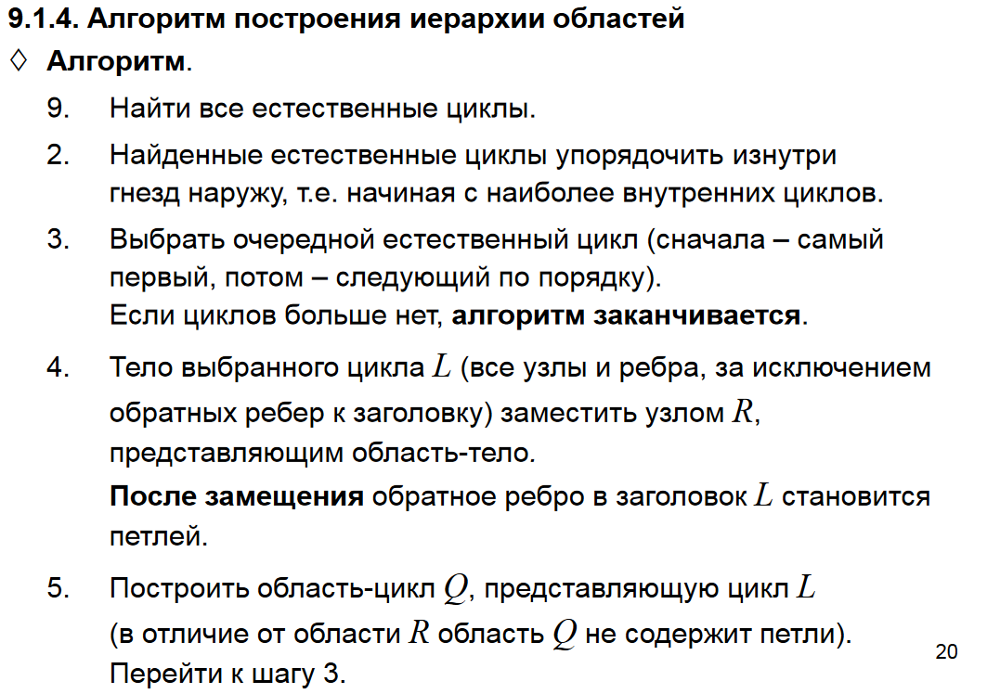 9.1.4. Алгоритм построения иерархии областей
◊ Алгоритм.
9. Найти все естественные циклы.
2. Найденные естественные циклы упорядочить изнутри
гнезд наружу, т.е. начиная с наиболее внутренних циклов.
3. Выбрать очередной естественный цикл (сначала – самый
первый, потом – следующий по порядку).
Если циклов больше нет, алгоритм заканчивается.
4. Тело выбранного цикла L (все узлы и ребра, за исключением
обратных ребер к заголовку) заместить узлом R,
представляющим область-тело.
После замещения обратное ребро в заголовок L становится
петлей.
5. Построить область-цикл Q, представляющую цикл L
(в отличие от области R область Q не содержит петли).
Перейти к шагу 3.
20